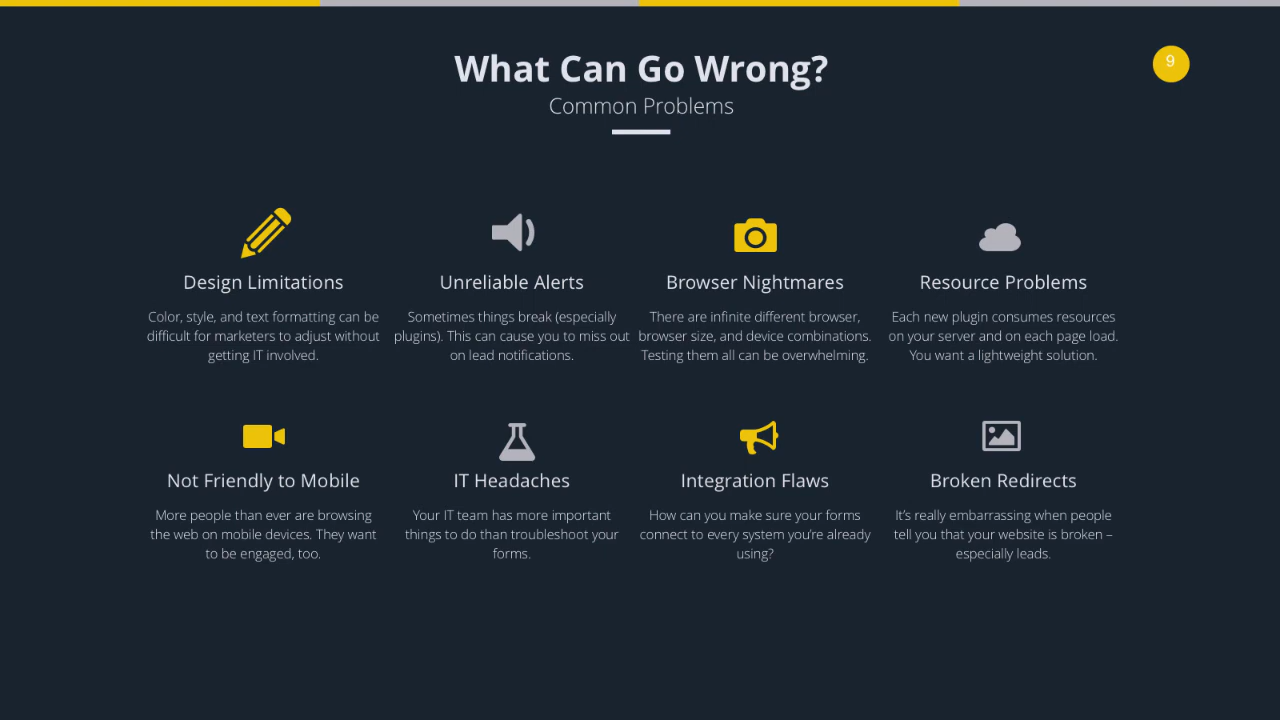 What Can Go Wrong?
9
Common Problems
Design Limitations
Color, style, and text formatting can be
difficult for marketers to adjust without
getting IT involved.
Unreliable Alerts
Sometimes things break (especially
plugins). This can cause you to miss out
on lead notifications.
Browser Nightmares
There are infinite different browser,
browser size, and device combinations.
Testing them all can be overwhelming.
Resource Problems
Each new plugin consumes resources
on your server and on each page load.
You want a lightweight solution.
Not Friendly to Mobile
More people than ever are browsing
the web on mobile devices. They want
to be engaged, too.
IT Headaches
Your IT team has more important
things to do than troubleshoot your
forms.
Integration Flaws
How can you make sure your forms
connect to every system you’re already
using?
Broken Redirects
It’s really embarrassing when people
tell you that your website is broken –
especially leads.